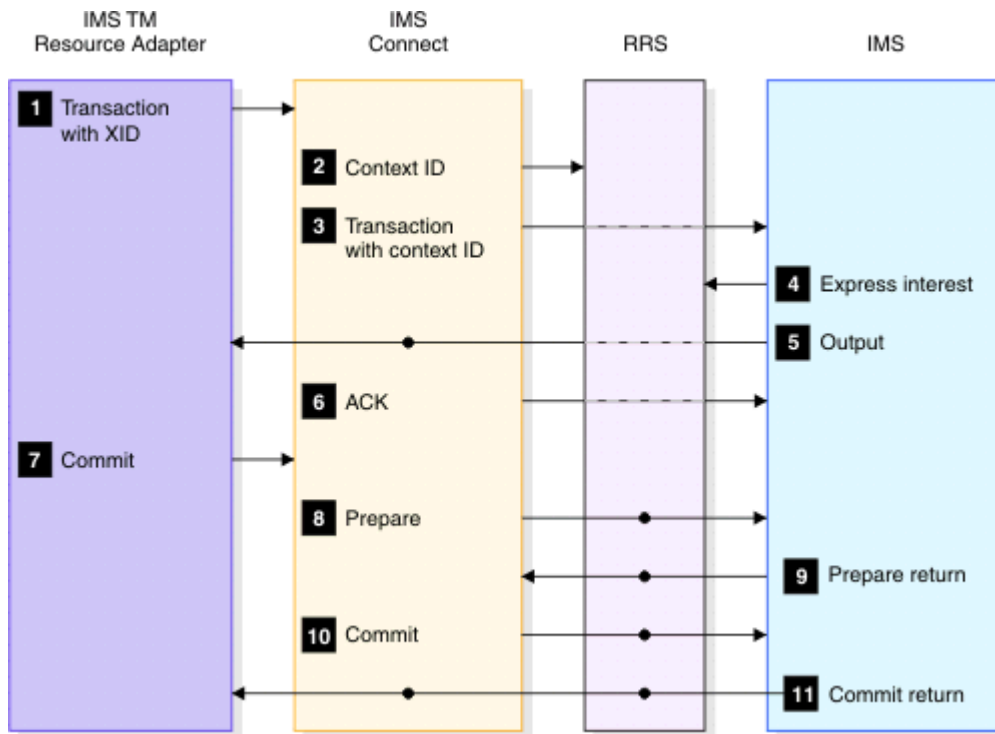 IMS TM
Resource Adapter
IMS
Connect
RRS
IMS
1 Transaction
with XID
2 Context ID
3 Transaction
with context ID
4 Express interest
5 Output
6 ACK
7 Commit
8 Prepare
9 Prepare return
10 Commit
11 Commit return